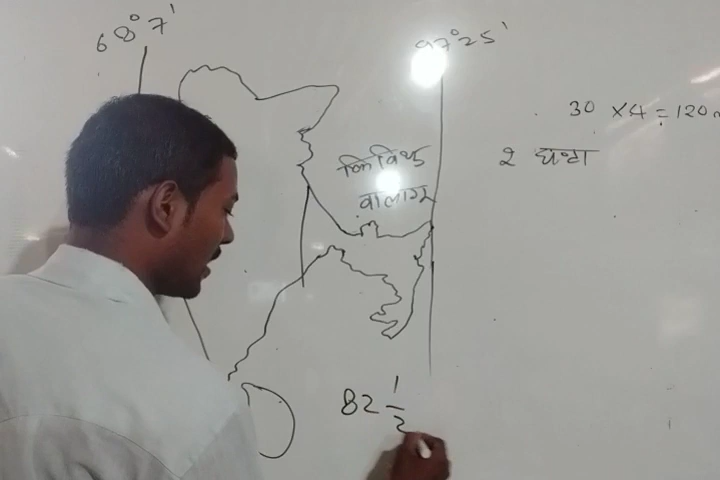 68°7'
97°25'
30 × 4 = 120
2 घण्टा
किबिथु
वालांगू
82 1/2